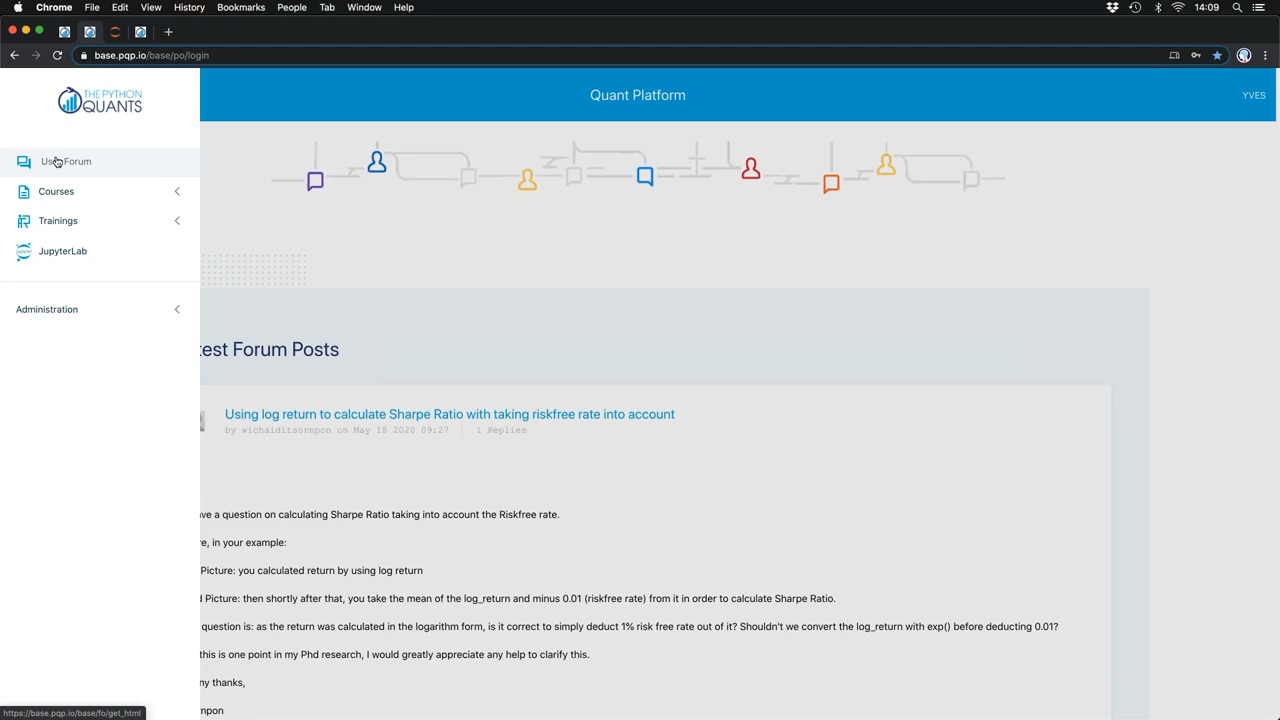 Chrome File Edit View History Bookmarks People Tab Window Help 14:09
base.pqp.io/base/po/login
THE PYTHON QUANTS
Quant Platform
YVES
User Forum
Courses
Trainings
JupyterLab
Administration
test Forum Posts
Using log return to calculate Sharpe Ratio with taking riskfree rate into account
by wichaiditsornpon on May 18 2020 09:27 | 1 Replies
ve a question on calculating Sharpe Ratio taking into account the Riskfree rate.
re, in your example:
Picture: you calculated return by using log return
d Picture: then shortly after that, you take the mean of the log_return and minus 0.01 (riskfree rate) from it in order to calculate Sharpe Ratio.
question is: as the return was calculated in the logarithm form, is it correct to simply deduct 1% risk free rate out of it? Shouldn't we convert the log_return with exp() before deducting 0.01?
this is one point in my Phd research, I would greatly appreciate any help to clarify this.
ny thanks,
rnpon
https://base.pqp.io/base/fo/get_html